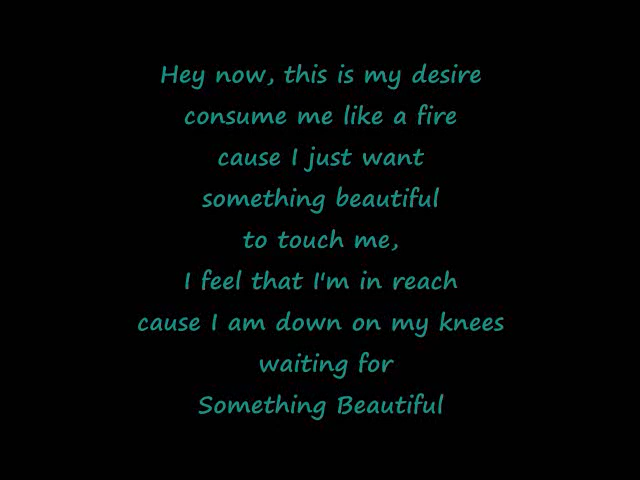 Hey now, this is my desire
consume me like a fire
cause I just want
something beautiful
to touch me,
I feel that I'm in reach
cause I am down on my knees
waiting for
Something Beautiful